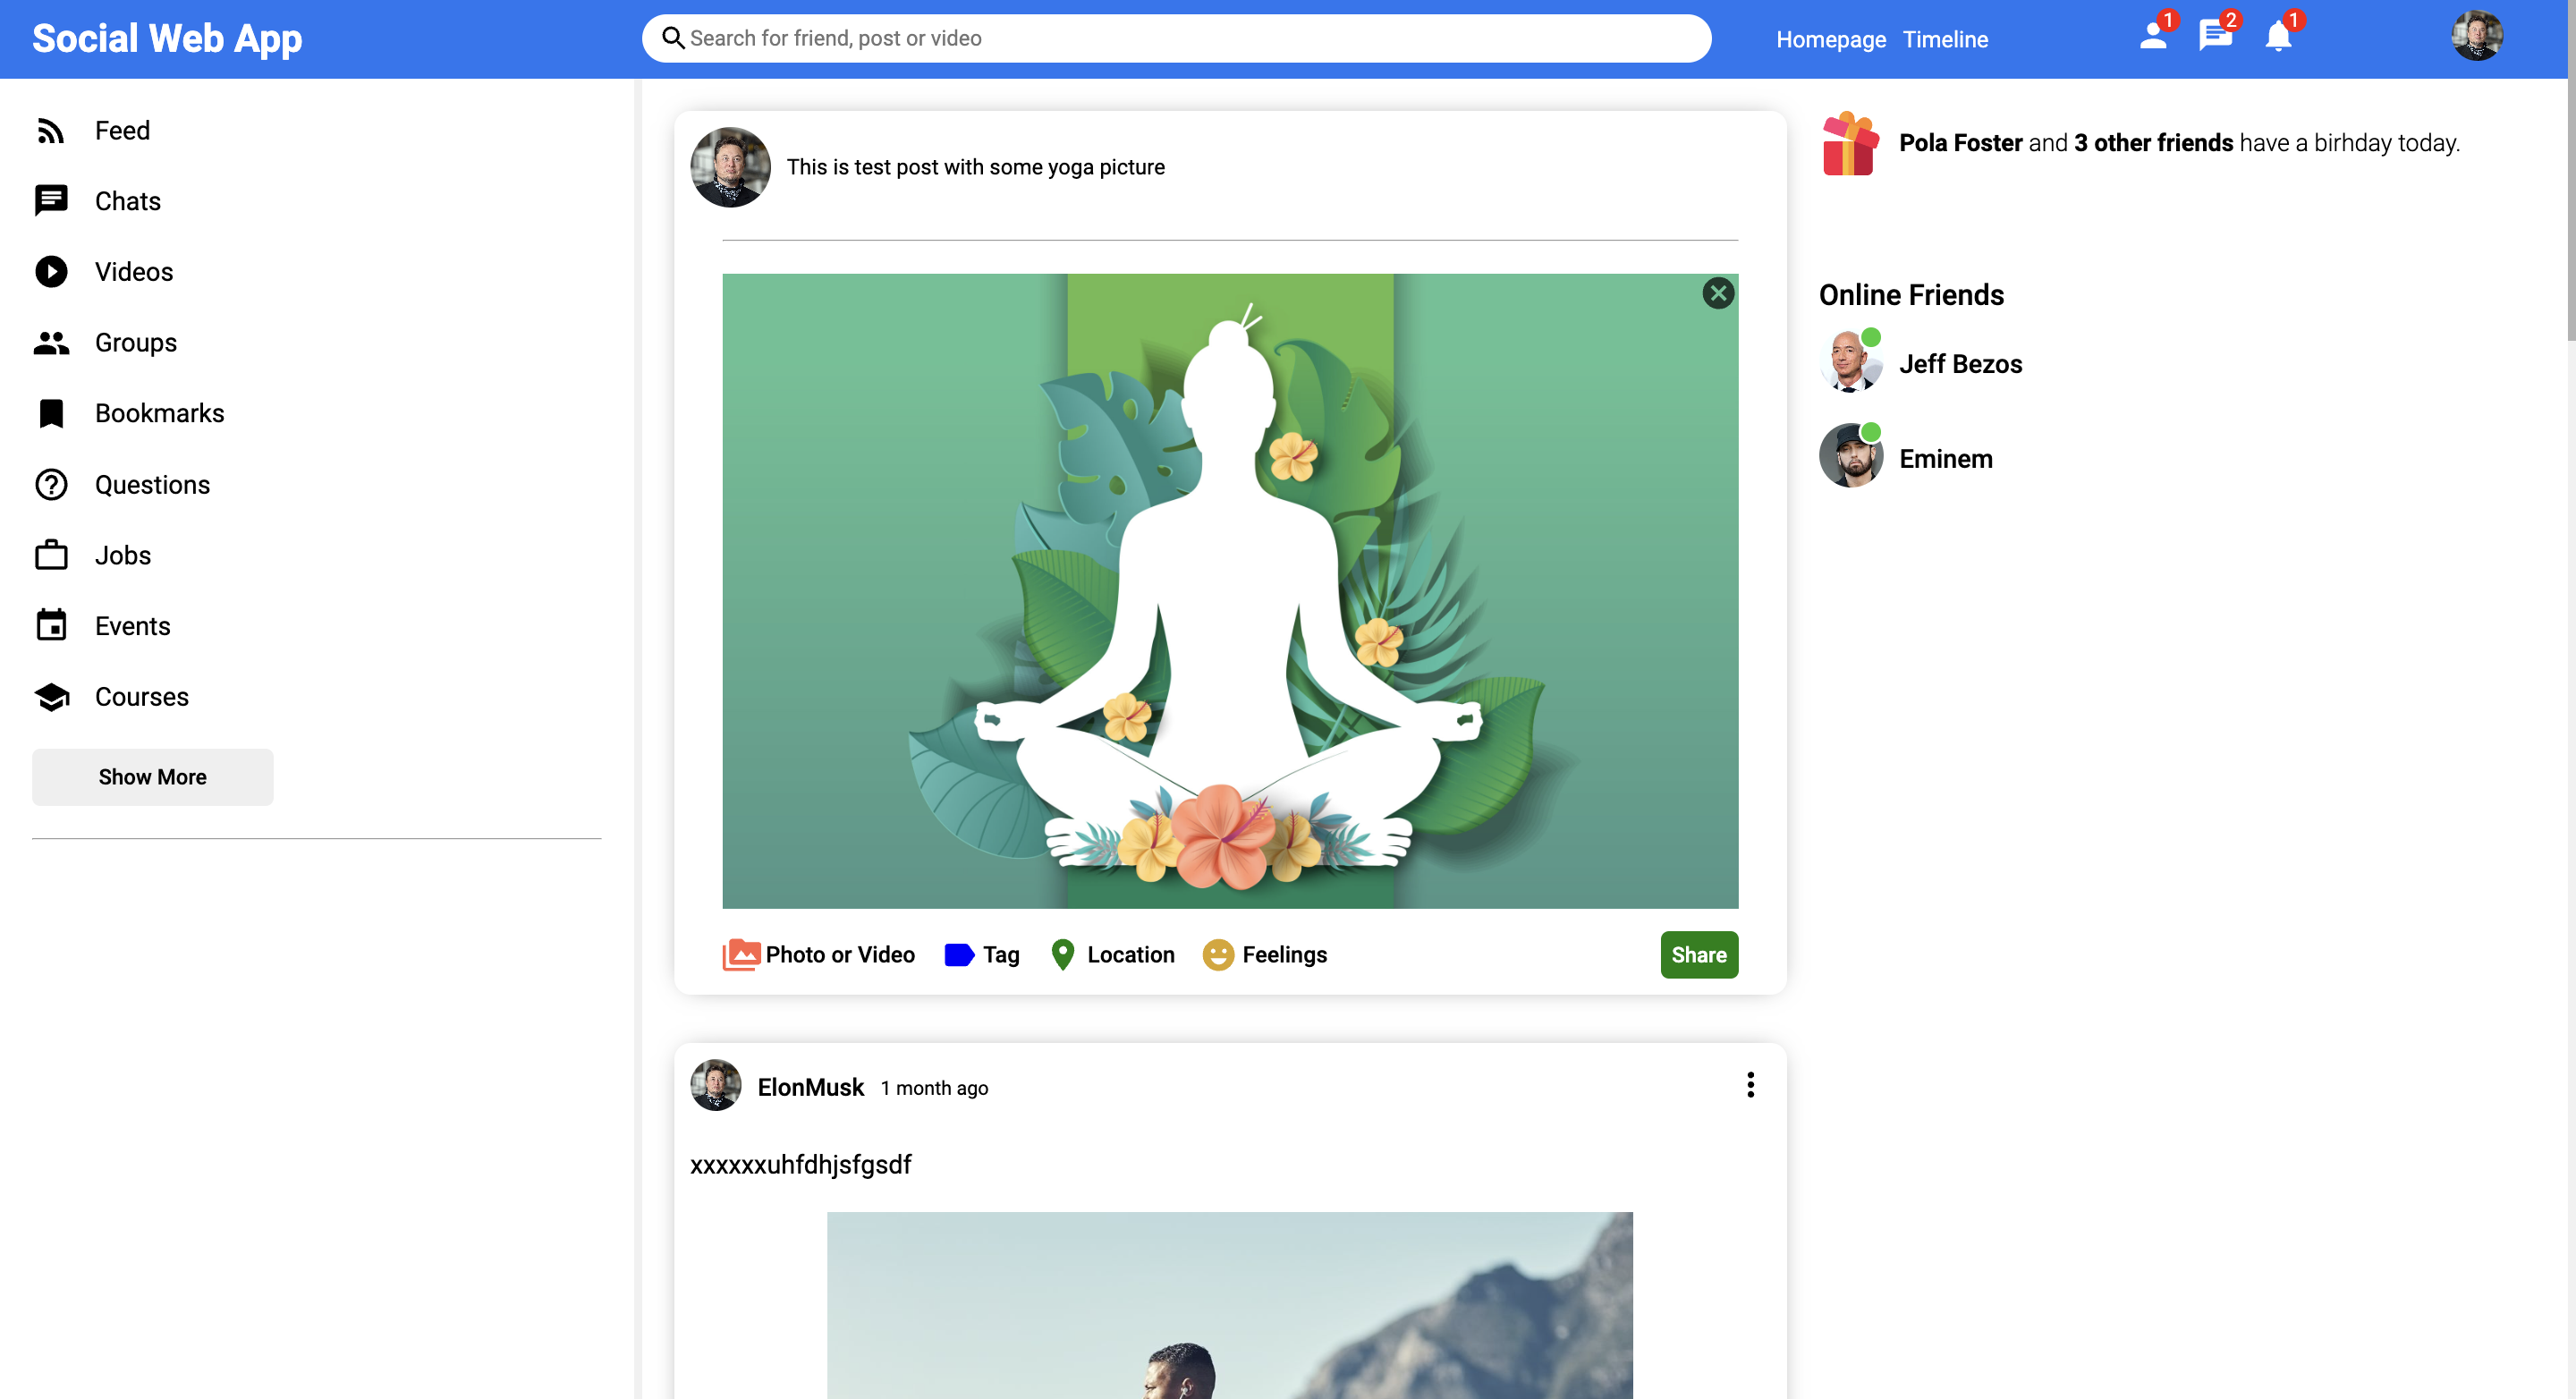 Social Web App
Search for friend, post or video
Homepage Timeline
1
2
1
Feed
Chats
Videos
Groups
Bookmarks
Questions
Jobs
Events
Courses
Show More
This is test post with some yoga picture
Photo or Video
Tag
Location
Feelings
Share
ElonMusk 1 month ago
xxxxxxuhfdhjsfgsdf
Pola Foster and 3 other friends have a birhday today.
Online Friends
Jeff Bezos
Eminem